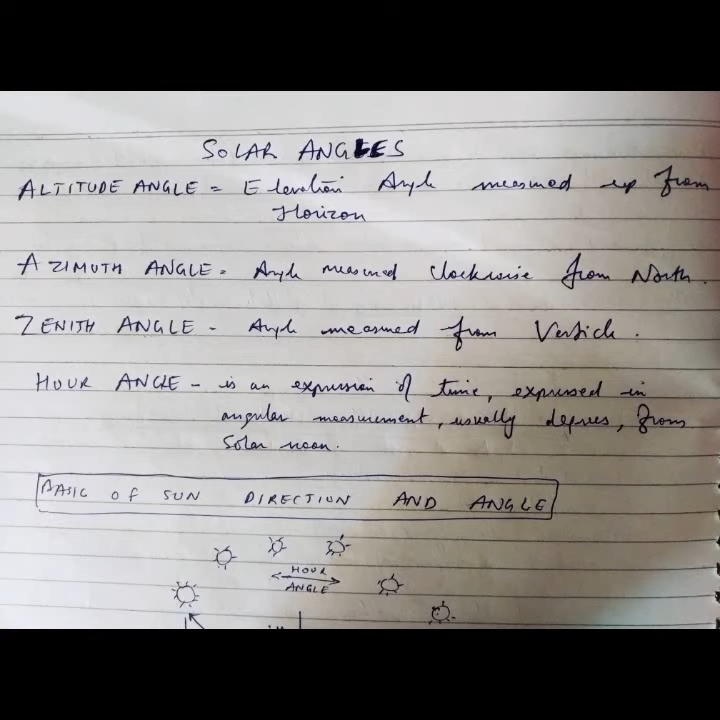 SOLAR ANGLES
ALTITUDE ANGLE = Elevation Angle measured up from
Horizon
AZIMUTH ANGLE - Angle measured Clockwise from North.
ZENITH ANGLE - Angle measured from Verticle.
HOUR ANGLE - is an expression of time, expressed in
angular measurement, usually degrees, from
Solar noon.
BASIC OF SUN DIRECTION AND ANGLE
HOUR
ANGLE